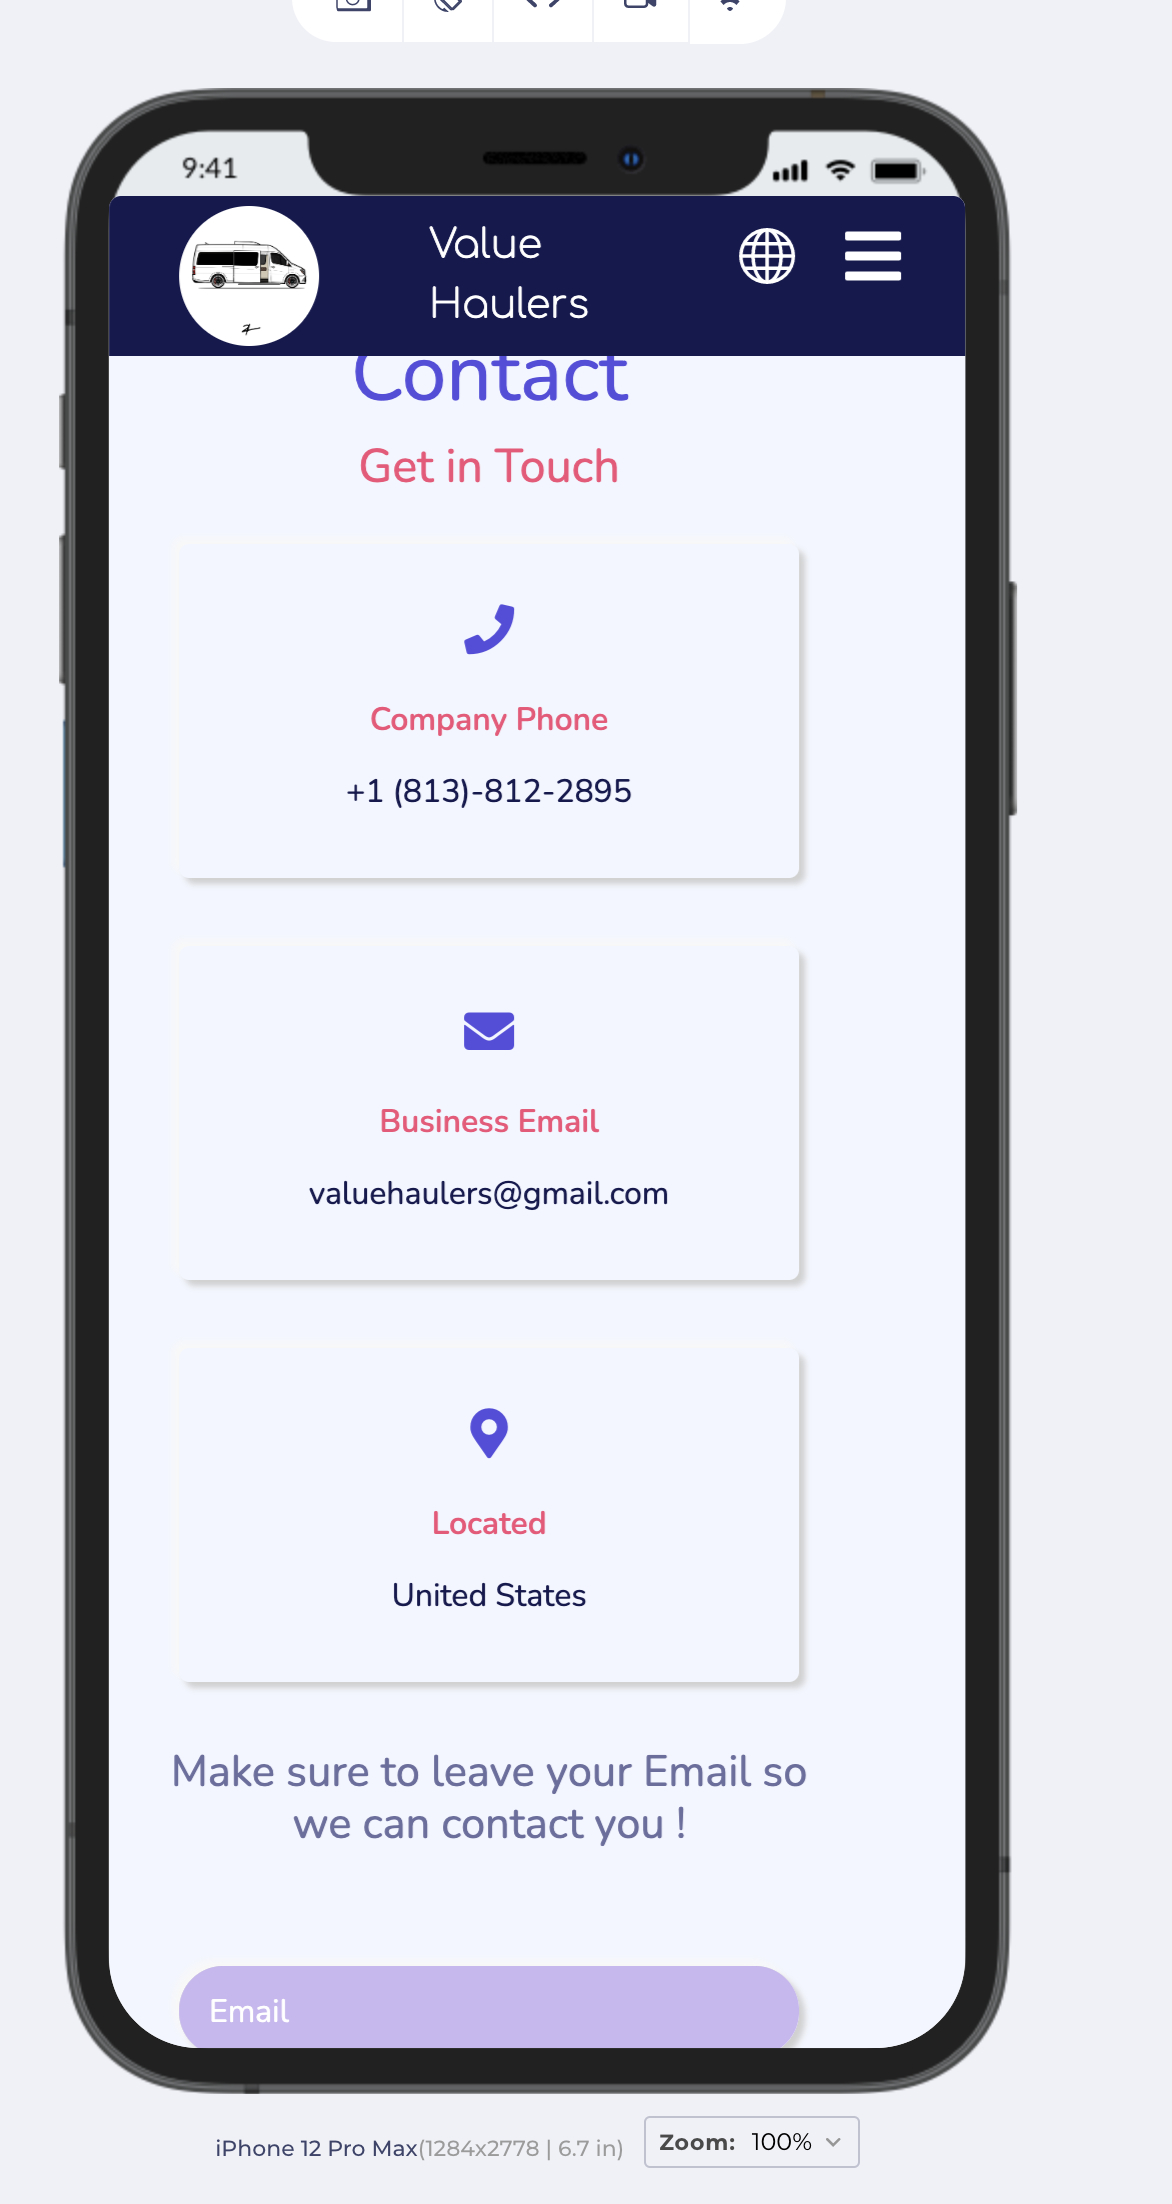 9:41
Value
Haulers
Contact
Get in Touch
Company Phone
+1 (813)-812-2895
Business Email
valuehaulers@gmail.com
Located
United States
Make sure to leave your Email so
we can contact you !
Email
iPhone 12 Pro Max(1284x2778 | 6.7 in) Zoom: 100%